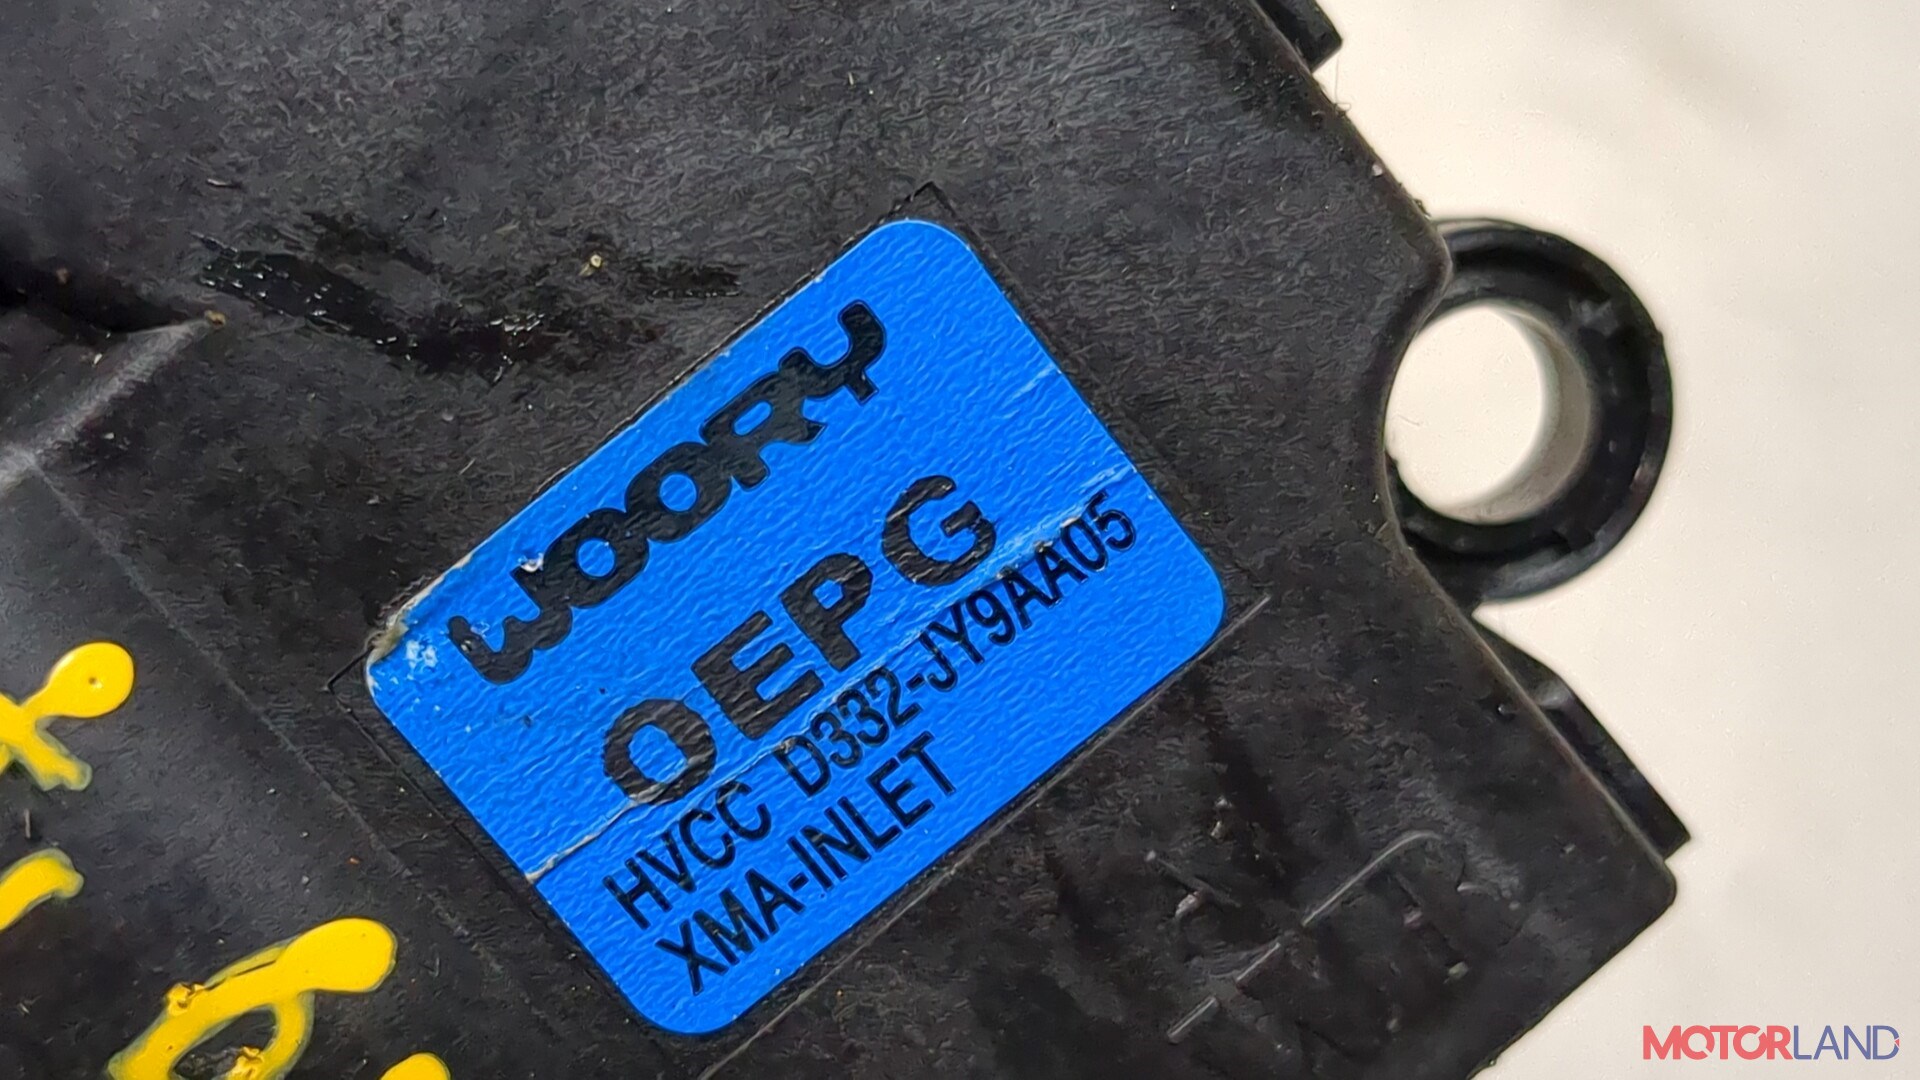 WOORY
OEPG
HVCC D332-JY9AA05
XMA-INLET
MOTORLAND